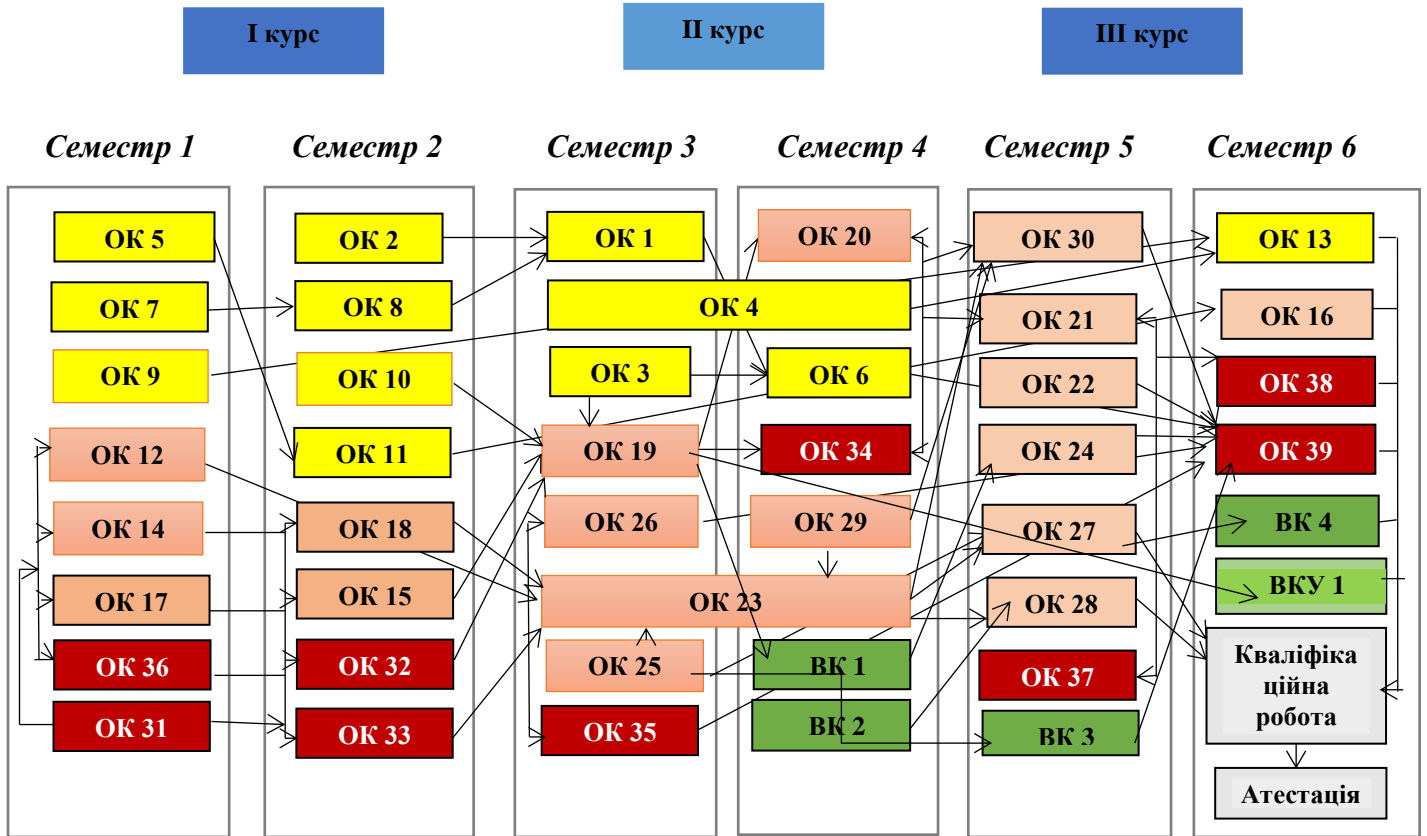 І курс
ІІ курс
ІІІ курс
Семестр 1
Семестр 2
Семестр 3
Семестр 4
Семестр 5
Семестр 6
ОК 5
ОК 7
ОК 9
ОК 12
ОК 14
ОК 17
ОК 36
ОК 31
ОК 2
ОК 8
ОК 10
ОК 11
ОК 18
ОК 15
ОК 32
ОК 33
ОК 1
ОК 4
ОК 3
ОК 19
ОК 26
ОК 23
ОК 25
ОК 35
ОК 20
ОК 6
ОК 34
ОК 29
ВК 1
ВК 2
ОК 30
ОК 21
ОК 22
ОК 24
ОК 27
ОК 28
ОК 37
ВК 3
ОК 13
ОК 16
ОК 38
ОК 39
ВК 4
ВКУ 1
Кваліфіка
ційна
робота
Атестація